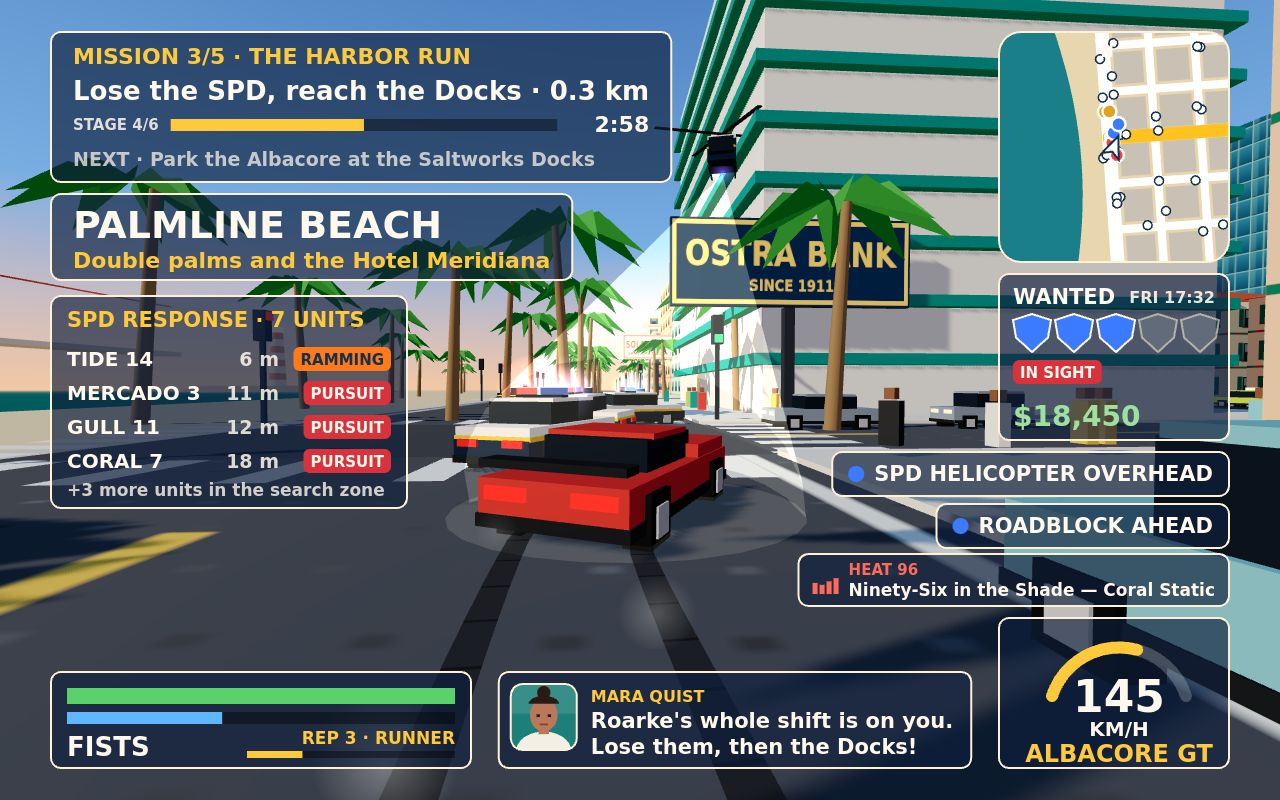 MISSION 3/5 · THE HARBOR RUN
Lose the SPD, reach the Docks · 0.3 km
STAGE 4/6
2:58
NEXT · Park the Albacore at the Saltworks Docks
PALMLINE BEACH
Double palms and the Hotel Meridiana
SPD RESPONSE · 7 UNITS
TIDE 14 6 m RAMMING
MERCADO 3 11 m PURSUIT
GULL 11 12 m PURSUIT
CORAL 7 18 m PURSUIT
+3 more units in the search zone
OSTRA BANK
SINCE 1911
WANTED FRI 17:32
IN SIGHT
$18,450
SPD HELICOPTER OVERHEAD
ROADBLOCK AHEAD
HEAT 96
Ninety-Six in the Shade — Coral Static
FISTS
REP 3 · RUNNER
MARA QUIST
Roarke's whole shift is on you.
Lose them, then the Docks!
145
KM/H
ALBACORE GT